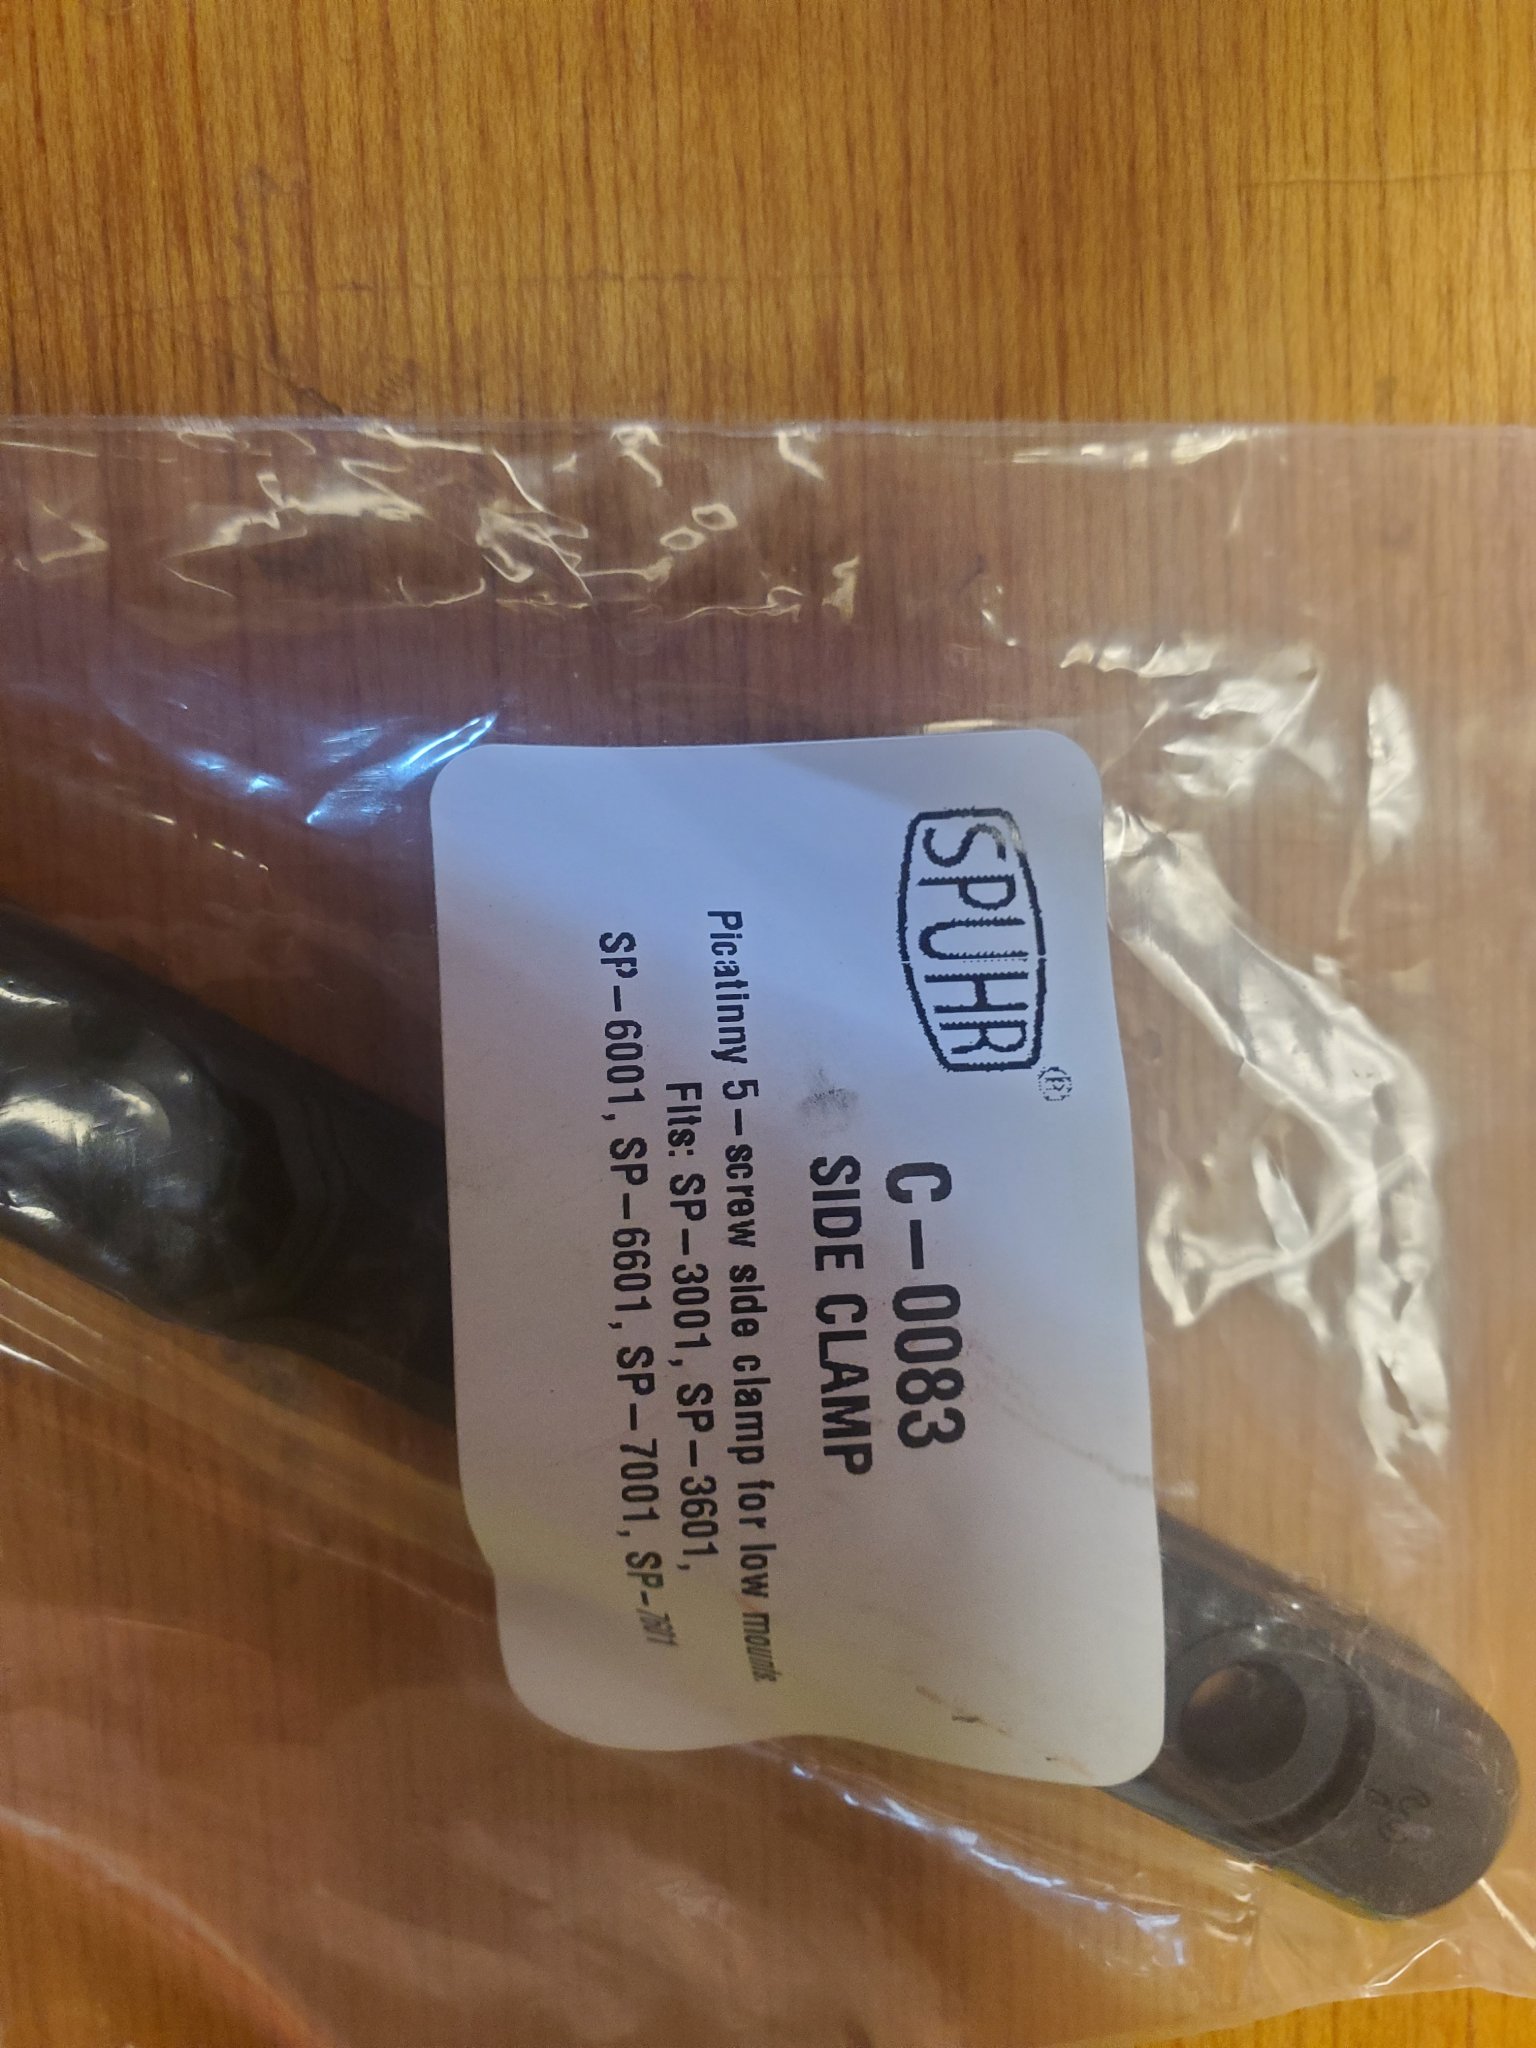 SPUHR®
C-0083
SIDE CLAMP
Picatinny 5-screw side clamp for low mounts
Fits: SP-3001, SP-3601,
SP-6001, SP-6601, SP-7001, SP-7601